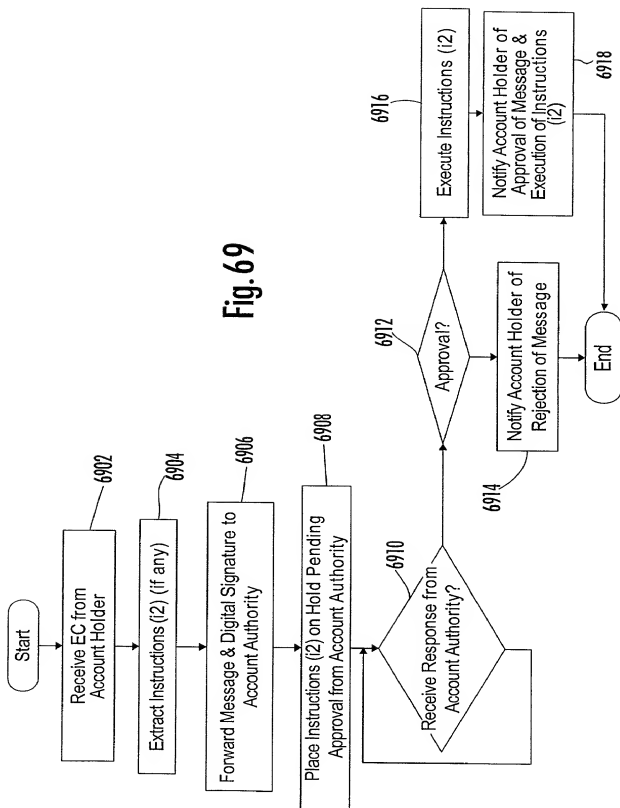 Fig. 69
Start
6902
Receive EC from
Account Holder
6904
Extract Instructions (i2) (if any)
6906
Forward Message & Digital Signature to
Account Authority
6908
Place Instructions (i2) on Hold Pending
Approval from Account Authority
6910
Receive Response from
Account Authority?
6912
Approval?
6914
Notify Account Holder of
Rejection of Message
6916
Execute Instructions (i2)
6918
Notify Account Holder of
Approval of Message &
Execution of Instructions
(i2)
End